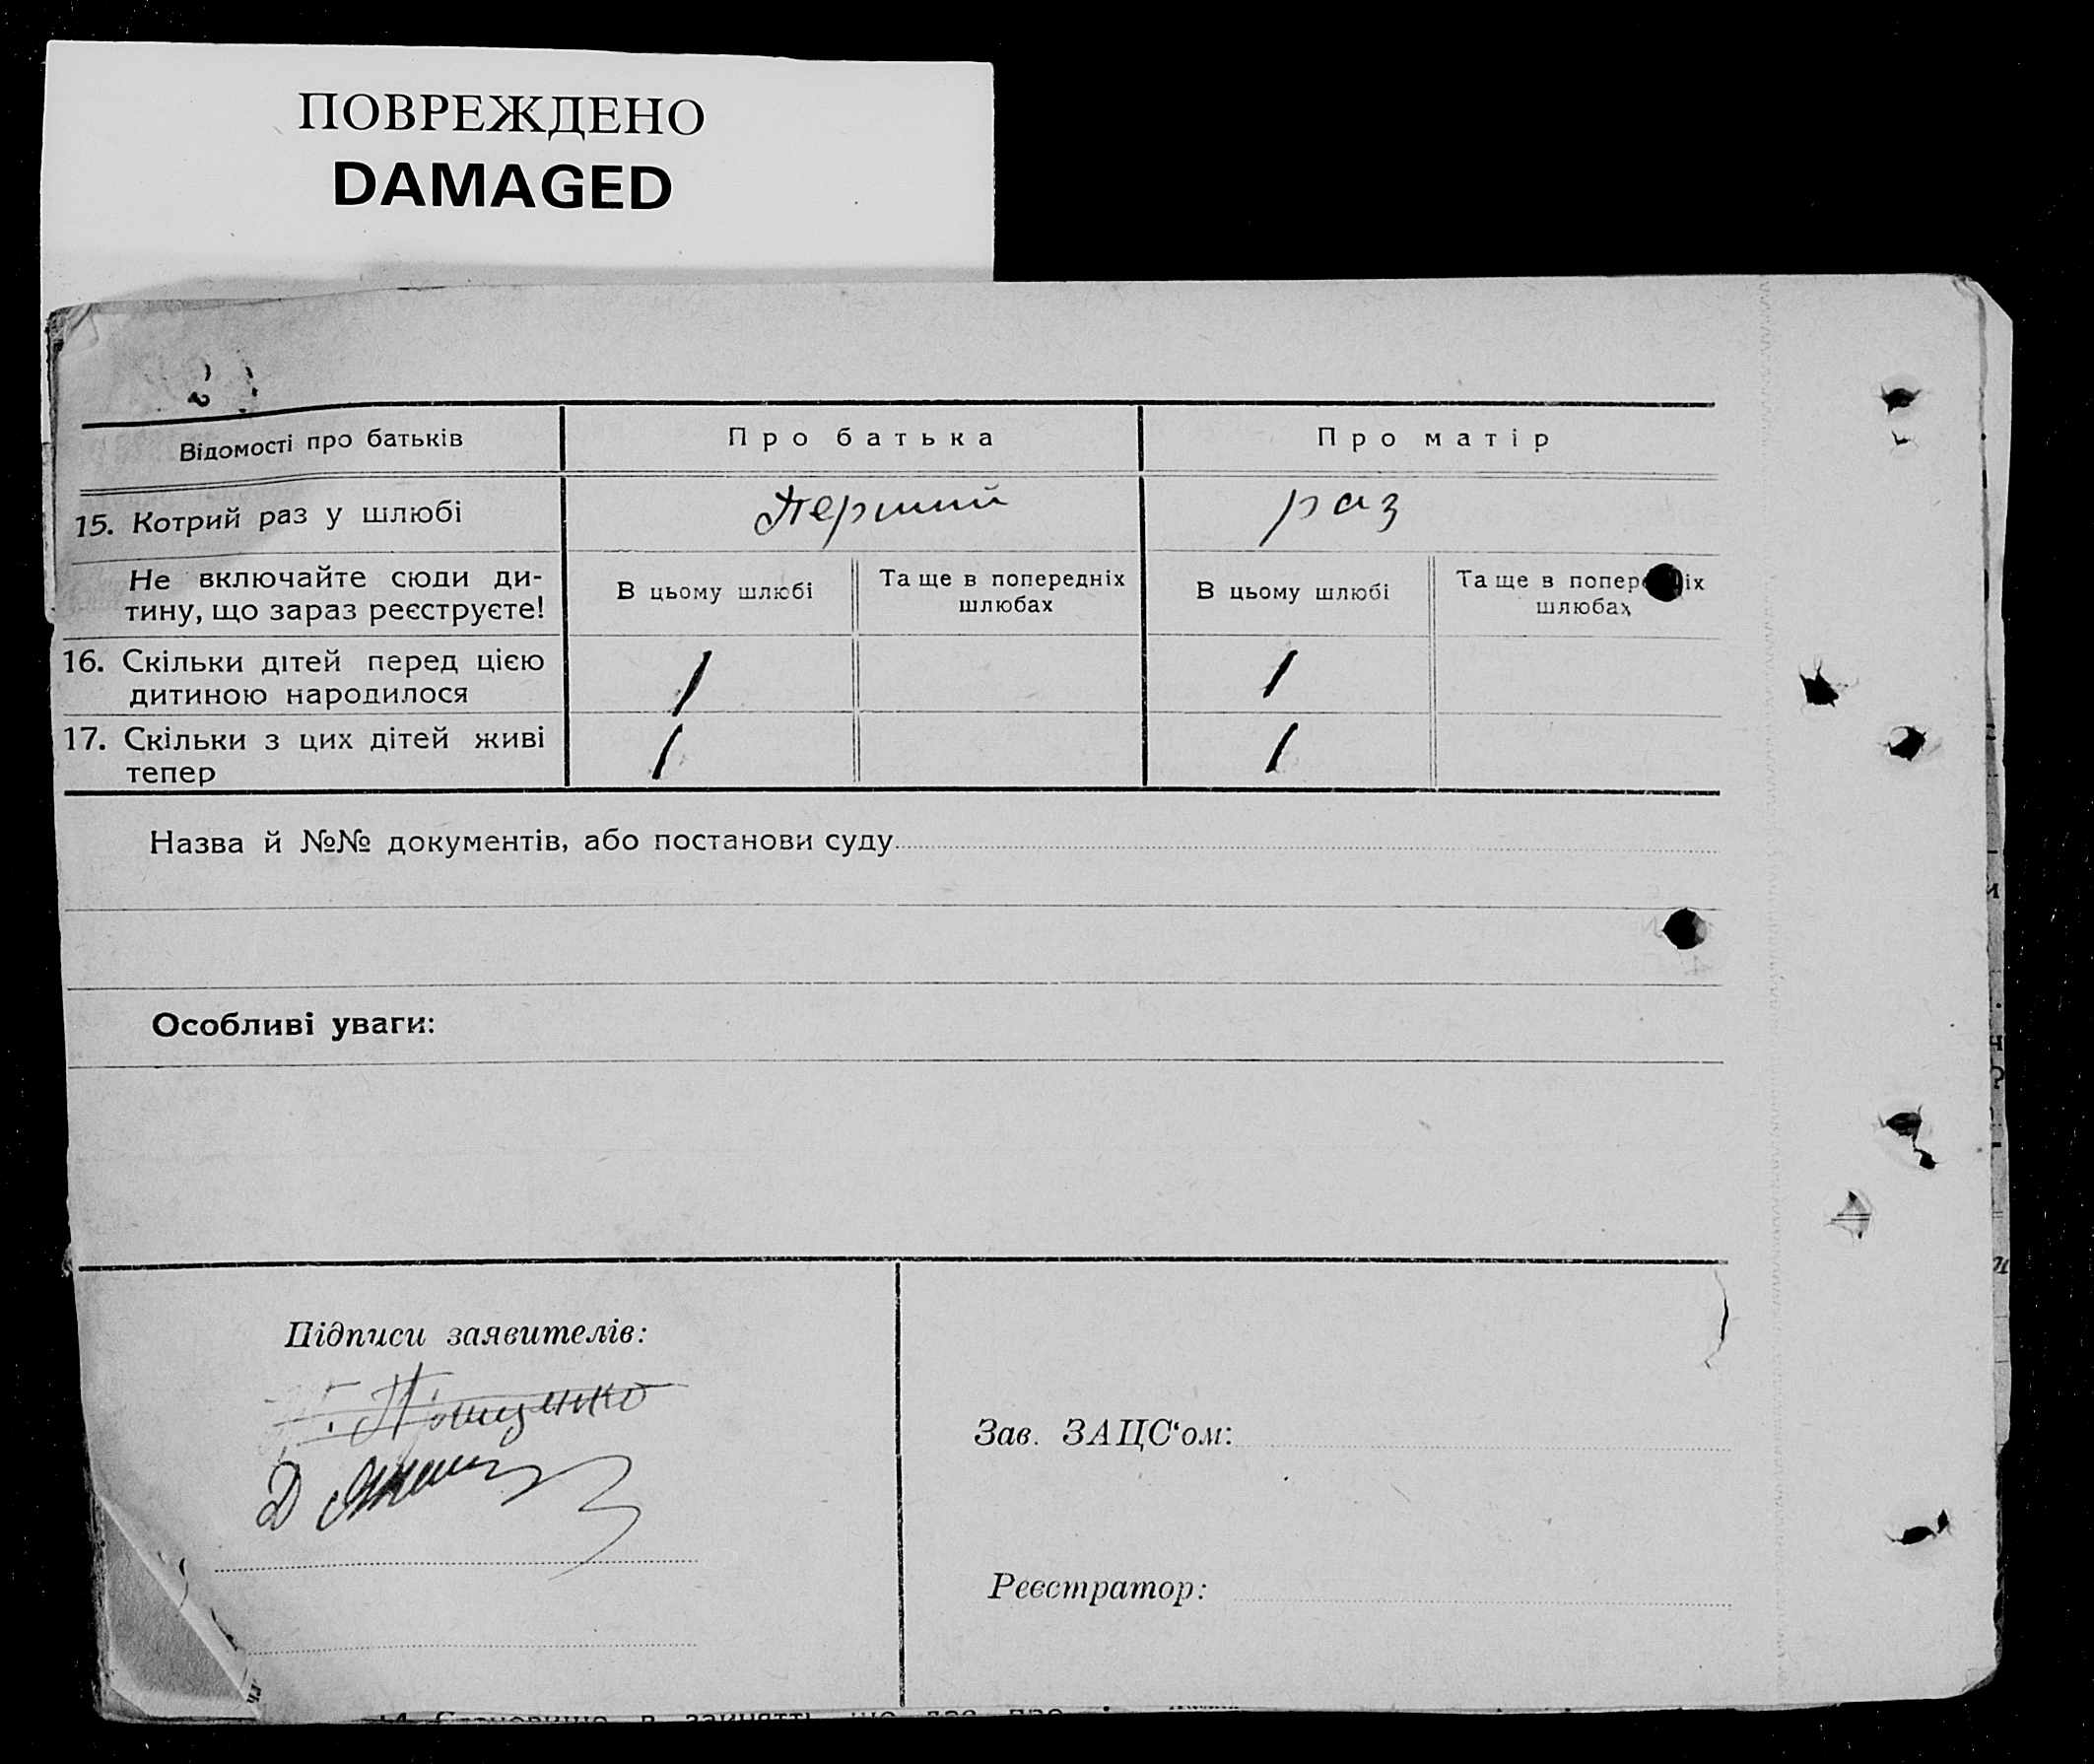 ПОВРЕЖДЕНО
DAMAGED
Відомості про батьків
Про батька
Про матір
15. Котрий раз у шлюбі
Перший
раз
Не включайте сюди ди-
тину, що зараз реєструєте!
В цьому шлюбі
Та ще в попередніх
шлюбах
В цьому шлюбі
Та ще в попередніх
шлюбах
16. Скільки дітей перед цією
дитиною народилося
1
1
17. Скільки з цих дітей живі
тепер
1
1
Назва й №№ документів, або постанови суду
Особливі уваги:
Підписи заявителів:
Зав. ЗАЦС‘ом:
Реєстратор: